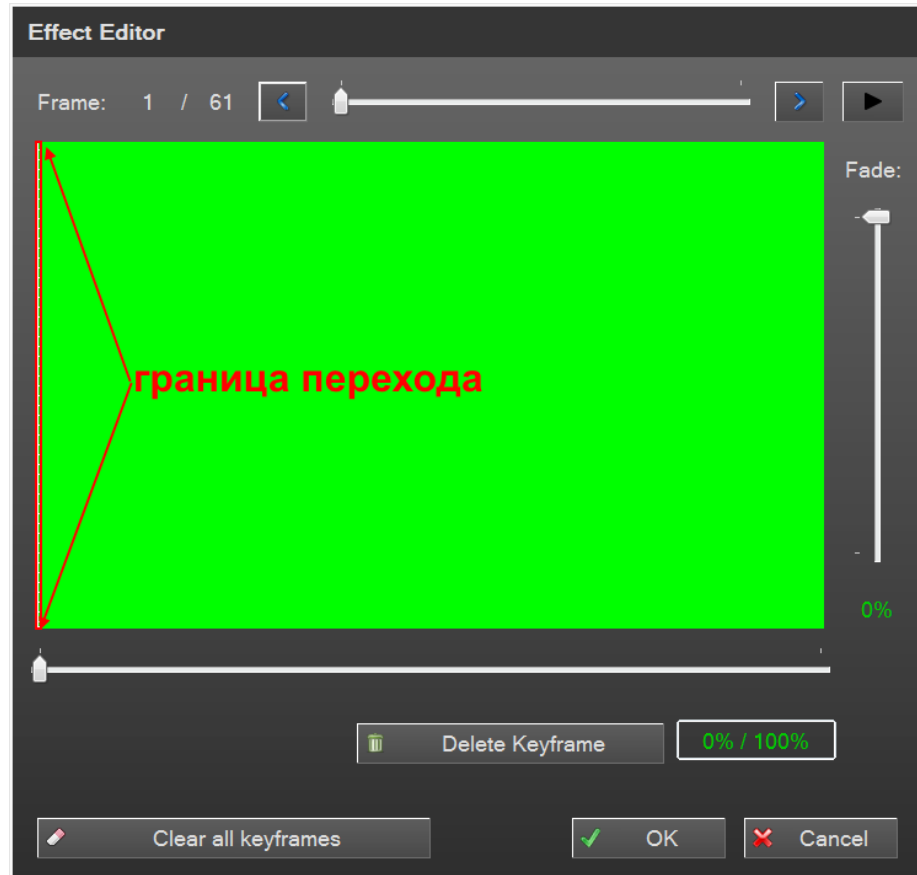 Effect Editor
Frame: 1 / 61
Fade:
граница перехода
0%
Delete Keyframe
0% / 100%
Clear all keyframes
OK
Cancel